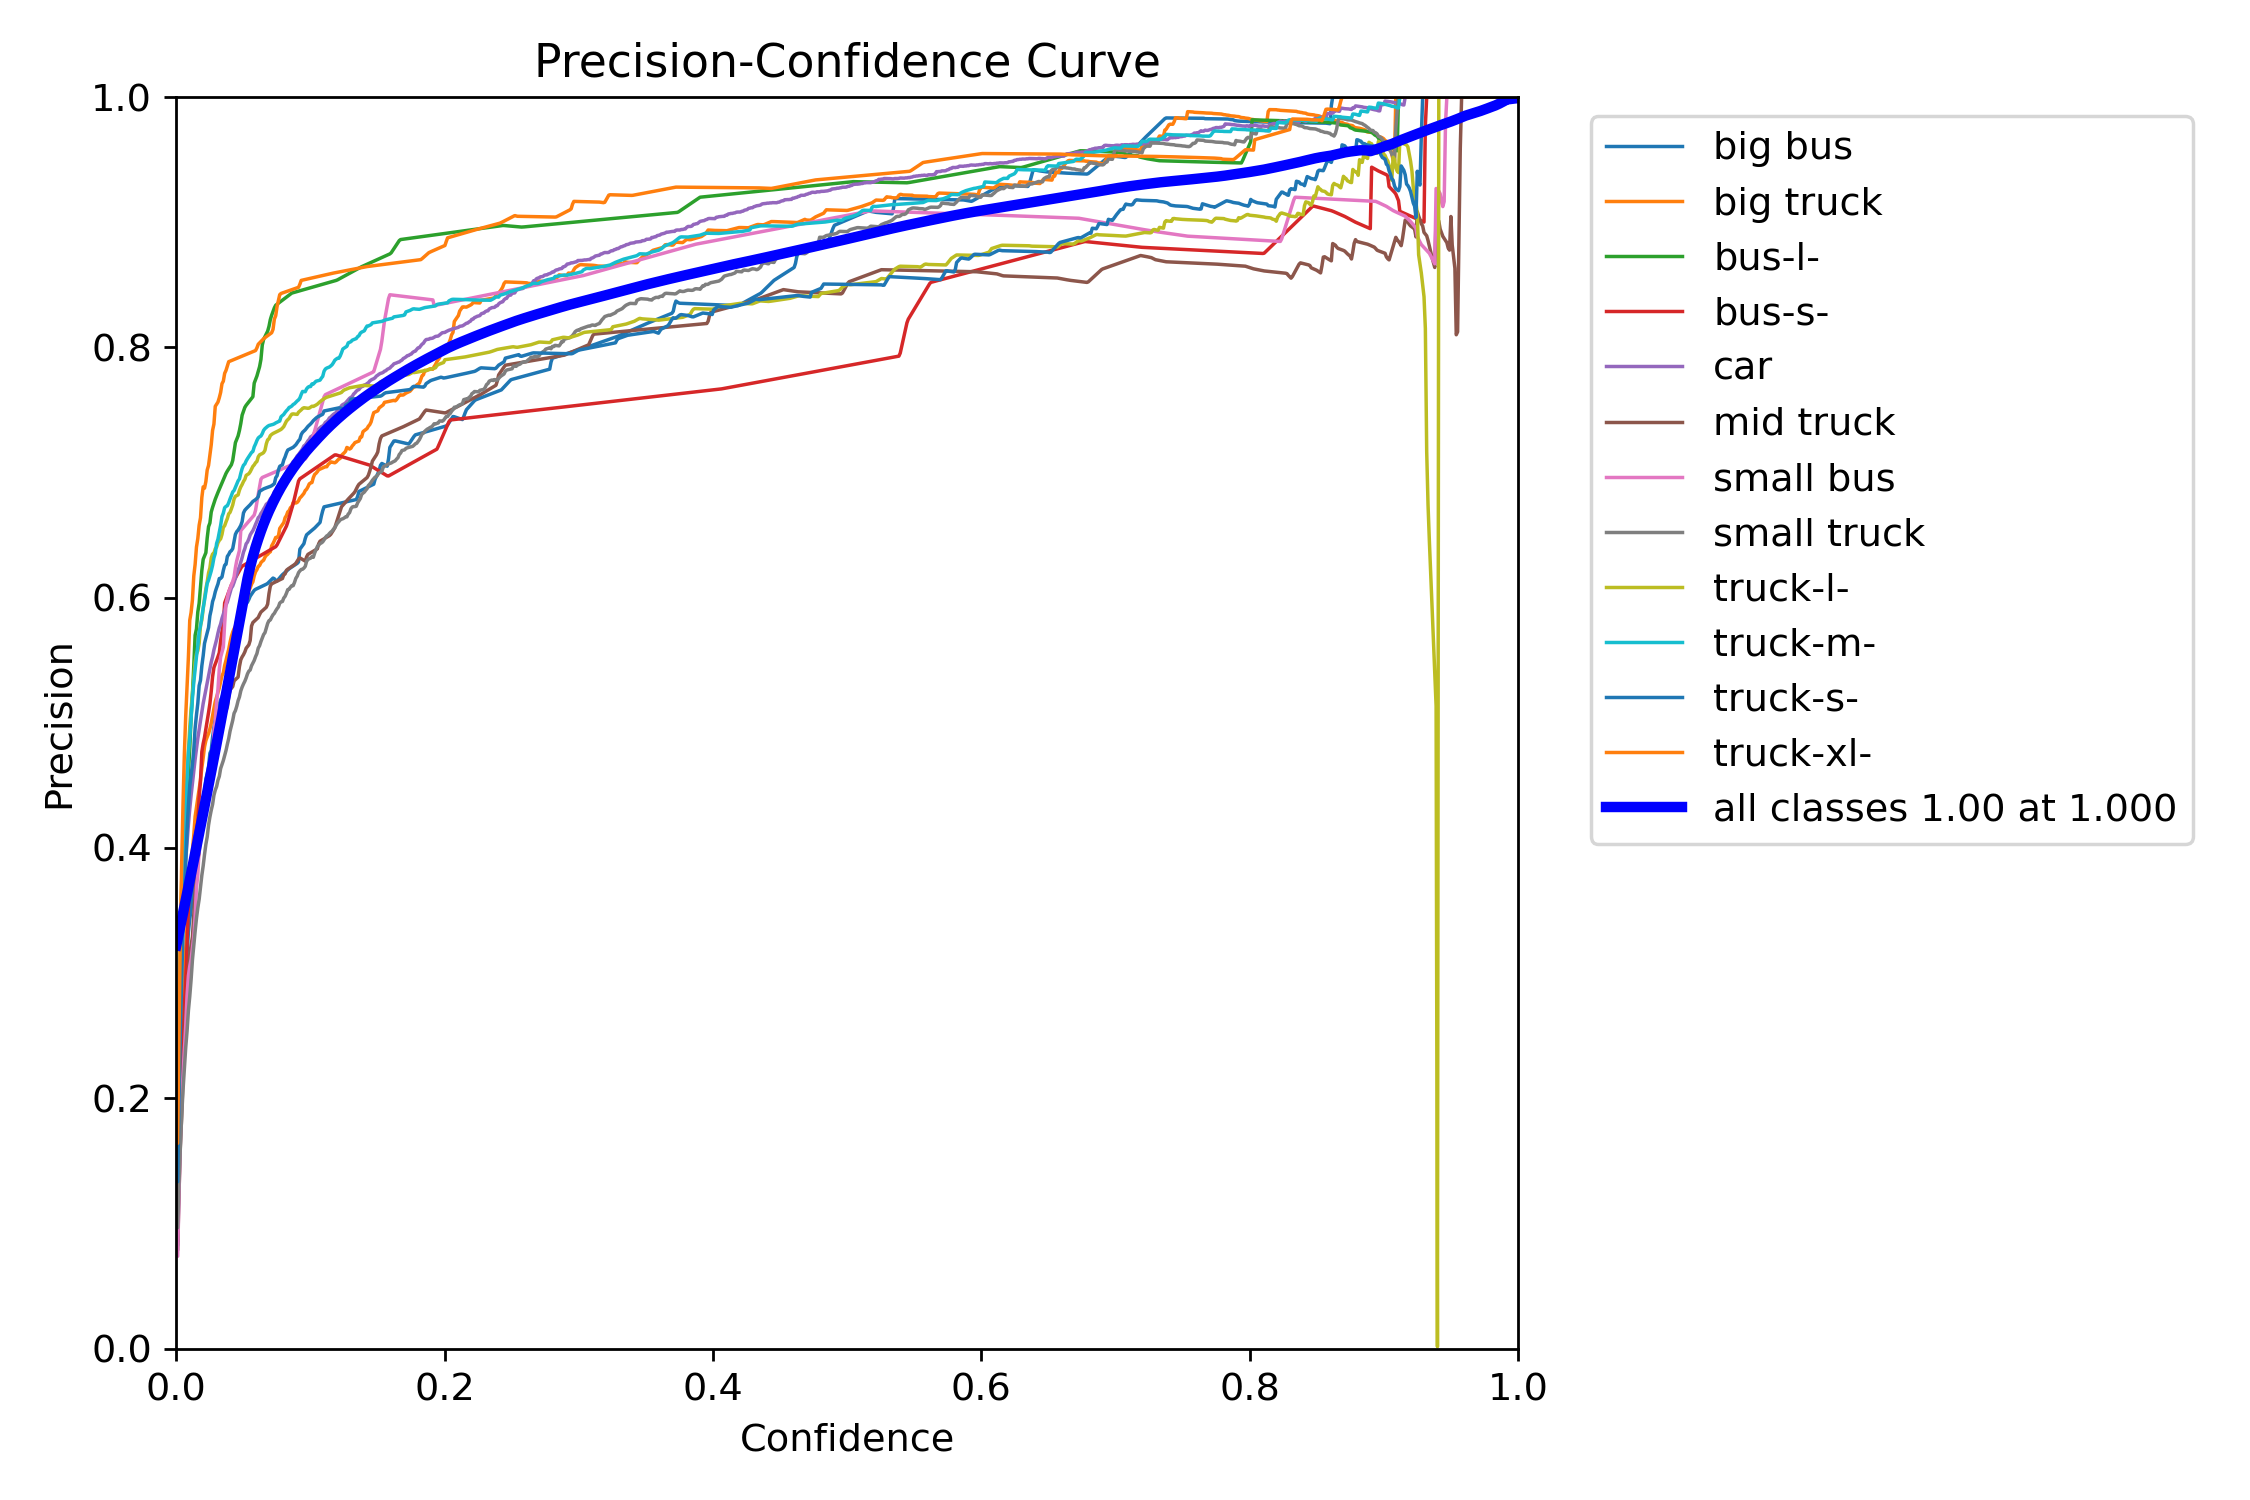 Precision-Confidence Curve
1.0
0.8
0.6
0.4
0.2
0.0
Precision
0.0 0.2 0.4 0.6 0.8 1.0
Confidence
big bus
big truck
bus-l-
bus-s-
car
mid truck
small bus
small truck
truck-l-
truck-m-
truck-s-
truck-xl-
all classes 1.00 at 1.000